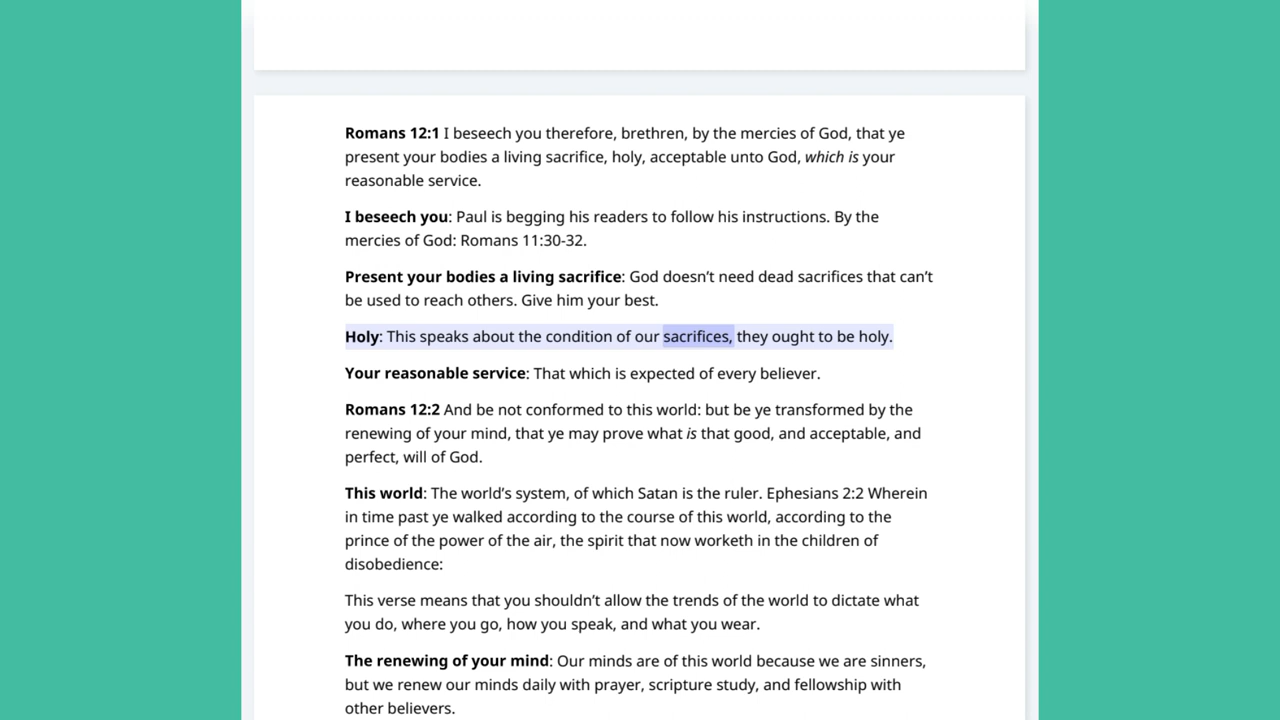 Romans 12:1 I beseech you therefore, brethren, by the mercies of God, that ye
present your bodies a living sacrifice, holy, acceptable unto God, which is your
reasonable service.
I beseech you: Paul is begging his readers to follow his instructions. By the
mercies of God: Romans 11:30-32.
Present your bodies a living sacrifice: God doesn’t need dead sacrifices that can’t
be used to reach others. Give him your best.
Holy: This speaks about the condition of our sacrifices, they ought to be holy.
Your reasonable service: That which is expected of every believer.
Romans 12:2 And be not conformed to this world: but be ye transformed by the
renewing of your mind, that ye may prove what is that good, and acceptable, and
perfect, will of God.
This world: The world’s system, of which Satan is the ruler. Ephesians 2:2 Wherein
in time past ye walked according to the course of this world, according to the
prince of the power of the air, the spirit that now worketh in the children of
disobedience:
This verse means that you shouldn’t allow the trends of the world to dictate what
you do, where you go, how you speak, and what you wear.
The renewing of your mind: Our minds are of this world because we are sinners,
but we renew our minds daily with prayer, scripture study, and fellowship with
other believers.